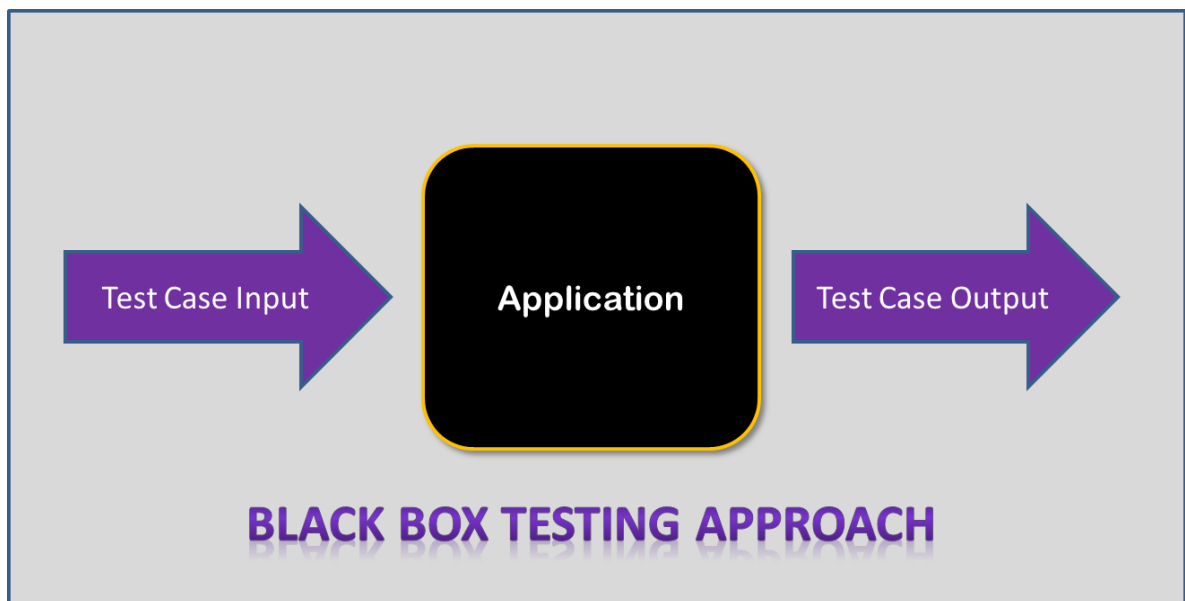 Test Case Input
Application
Test Case Output
BLACK BOX TESTING APPROACH